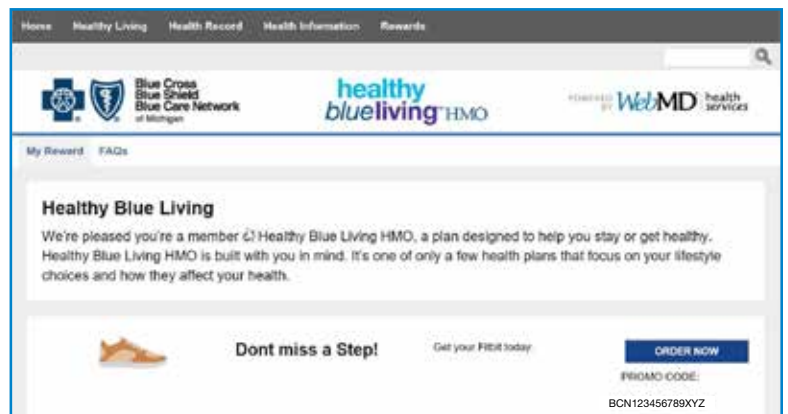 Home Healthy Living Health Record Health Information Rewards
Blue Cross
Blue Shield
Blue Care Network
of Michigan
healthy
blueliving℠ HMO
POWERED BY WebMD health services
My Reward FAQs
Healthy Blue Living
We're pleased you're a member of Healthy Blue Living HMO, a plan designed to help you stay or get healthy.
Healthy Blue Living HMO is built with you in mind. It's one of only a few health plans that focus on your lifestyle
choices and how they affect your health.
Dont miss a Step!
Get your Fitbit today
ORDER NOW
PROMO CODE:
BCN123456789XYZ